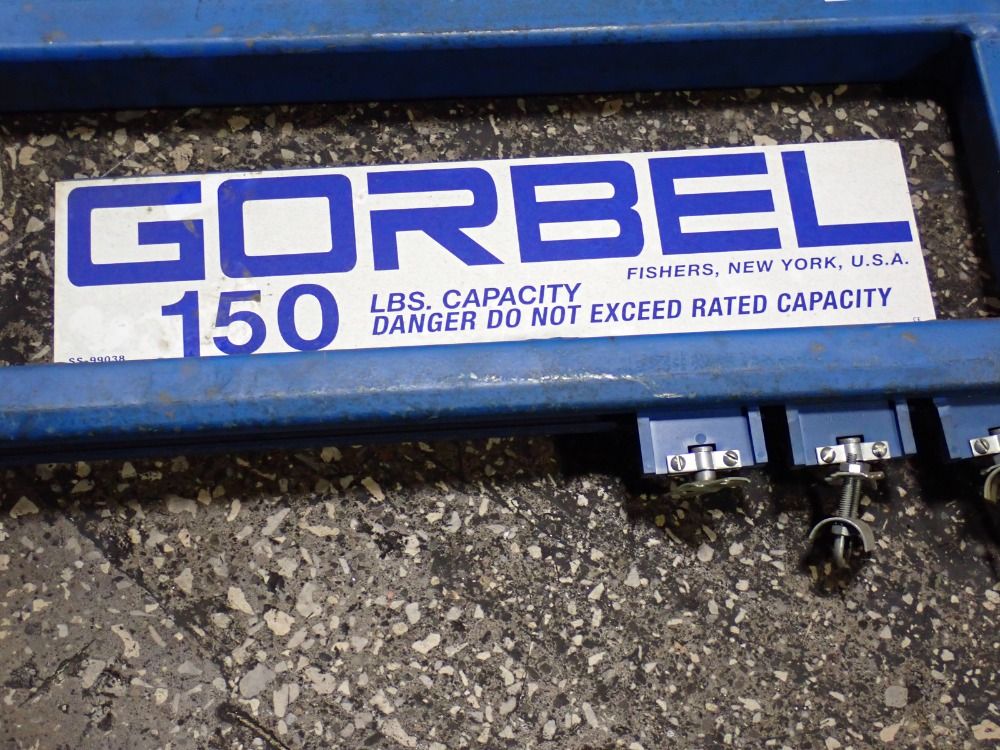 GORBEL
FISHERS, NEW YORK, U.S.A.
150 LBS. CAPACITY
DANGER DO NOT EXCEED RATED CAPACITY
SS-99038